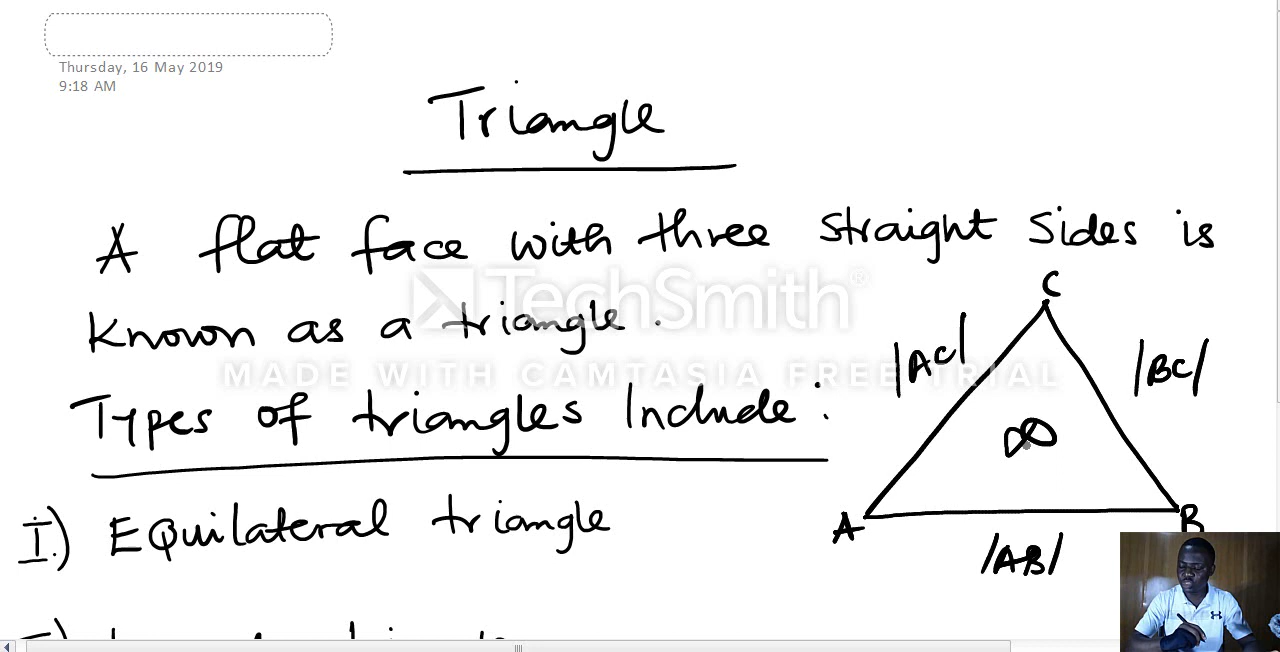 Thursday, 16 May 2019
9:18 AM
Triangle
A flat face with three straight sides is
known as a triangle.
TechSmith®
MADE WITH CAMTASIA FREE TRIAL
Types of triangles Include:
I.) Equilateral triangle
C
|AC|
|BC|
∞
A
B
|AB|